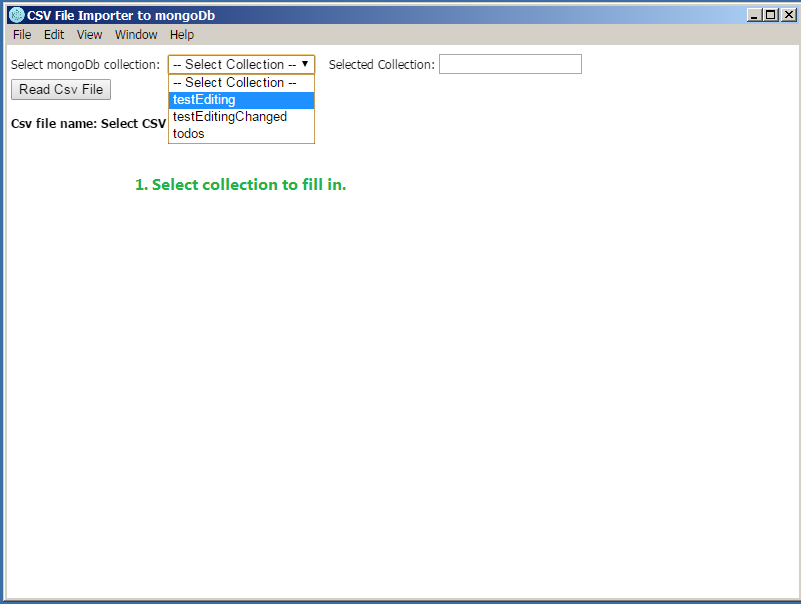 CSV File Importer to mongoDb
File Edit View Window Help
Select mongoDb collection: -- Select Collection -- Selected Collection:
-- Select Collection --
Read Csv File
testEditing
testEditingChanged
Csv file name: Select CSV
todos
1. Select collection to fill in.